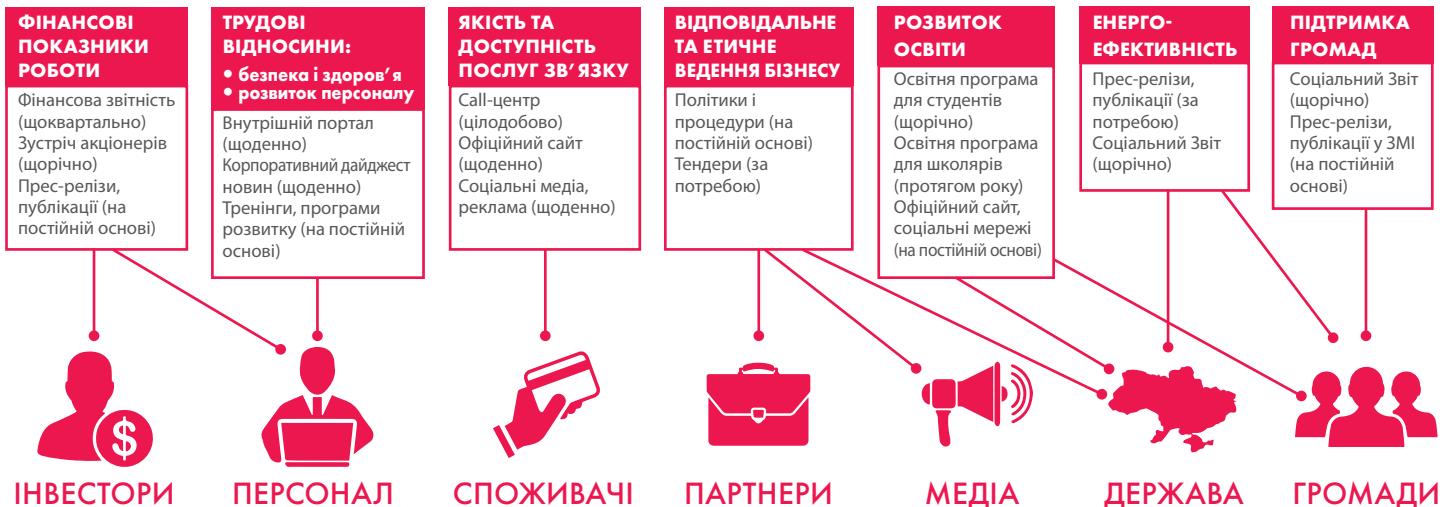 ФІНАНСОВІ
ПОКАЗНИКИ
РОБОТИ
Фінансова звітність
(щоквартально)
Зустріч акціонерів
(щорічно)
Прес-релізи,
публікації (на
постійній основі)
ТРУДОВІ
ВІДНОСИНИ:
• безпека і здоров’я
• розвиток персоналу
Внутрішній портал
(щоденно)
Корпоративний дайджест
новин (щоденно)
Тренінги, програми
розвитку (на постійній
основі)
ЯКІСТЬ ТА
ДОСТУПНІСТЬ
ПОСЛУГ ЗВ’ЯЗКУ
Call-центр
(цілодобово)
Офіційний сайт
(щоденно)
Соціальні медіа,
реклама (щоденно)
ВІДПОВІДАЛЬНЕ
ТА ЕТИЧНЕ
ВЕДЕННЯ БІЗНЕСУ
Політики і
процедури (на
постійній основі)
Тендери (за
потребою)
РОЗВИТОК
ОСВІТИ
Освітня програма
для студентів
(щорічно)
Освітня програма
для школярів
(протягом року)
Офіційний сайт,
соціальні мережі
(на постійній основі)
ЕНЕРГО-
ЕФЕКТИВНІСТЬ
Прес-релізи,
публікації (за
потребою)
Соціальний Звіт
(щорічно)
ПІДТРИМКА
ГРОМАД
Соціальний Звіт
(щорічно)
Прес-релізи,
публікації у ЗМІ
(на постійній
основі)
$
ІНВЕСТОРИ
ПЕРСОНАЛ
СПОЖИВАЧІ
ПАРТНЕРИ
МЕДІА
ДЕРЖАВА
ГРОМАДИ